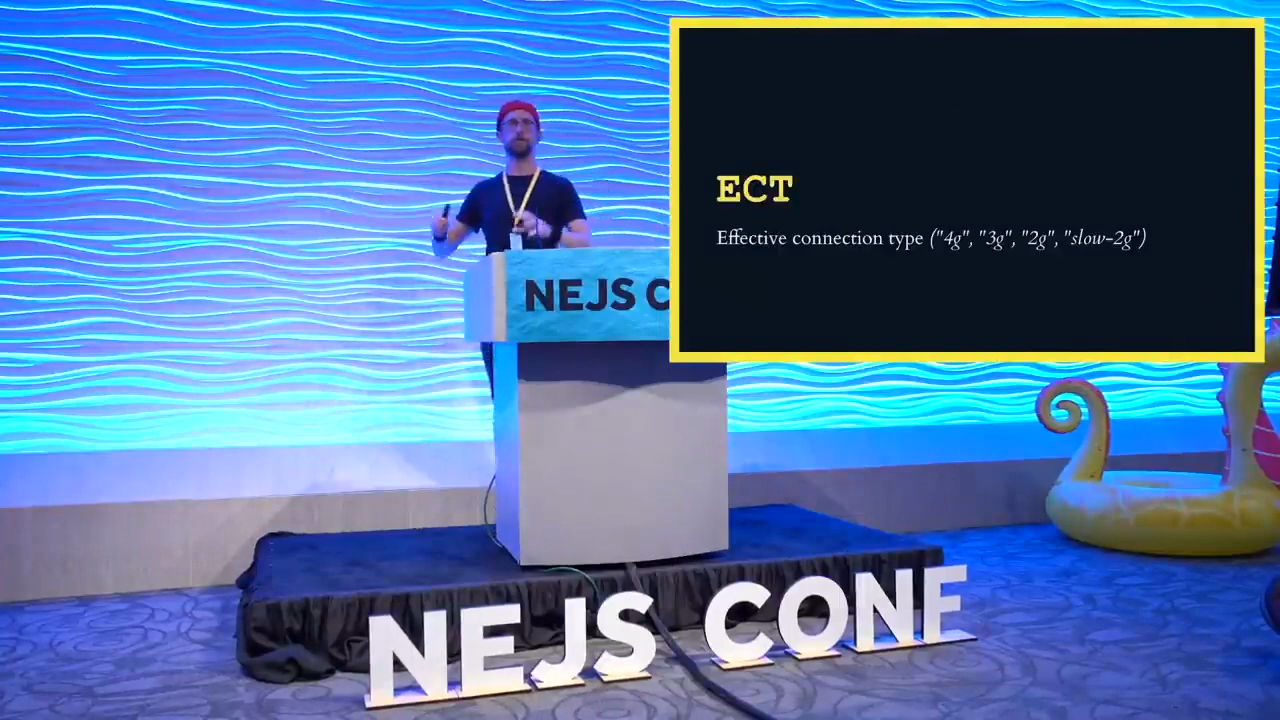 ECT
Effective connection type ("4g", "3g", "2g", "slow-2g")
NEJS C
NEJS CONF